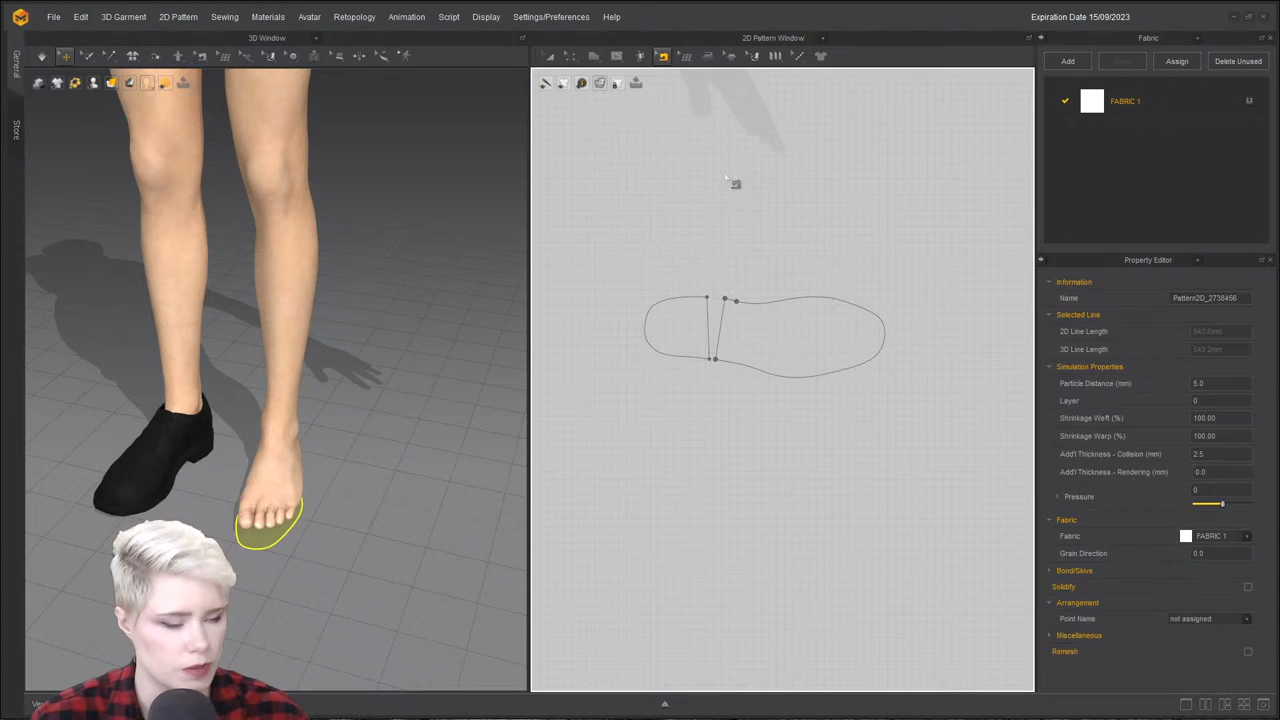 File Edit 3D Garment 2D Pattern Sewing Materials Avatar Retopology Animation Script Display Settings/Preferences Help Expiration Date 15/09/2023
General
Store
3D Window
2D Pattern Window
Fabric
Add
Assign
Delete Unused
FABRIC 1
Property Editor
Information
Name Pattern2D_2738456
Selected Line
2D Line Length 543.8mm
3D Line Length 543.2mm
Simulation Properties
Particle Distance (mm) 5.0
Layer 0
Shrinkage Weft (%) 100.00
Shrinkage Warp (%) 100.00
Add'l Thickness - Collision (mm) 2.5
Add'l Thickness - Rendering (mm) 0.0
Pressure 0
Fabric
Fabric FABRIC 1
Grain Direction 0.0
Bond/Skive
Solidify
Arrangement
Point Name not assigned
Miscellaneous
Remesh